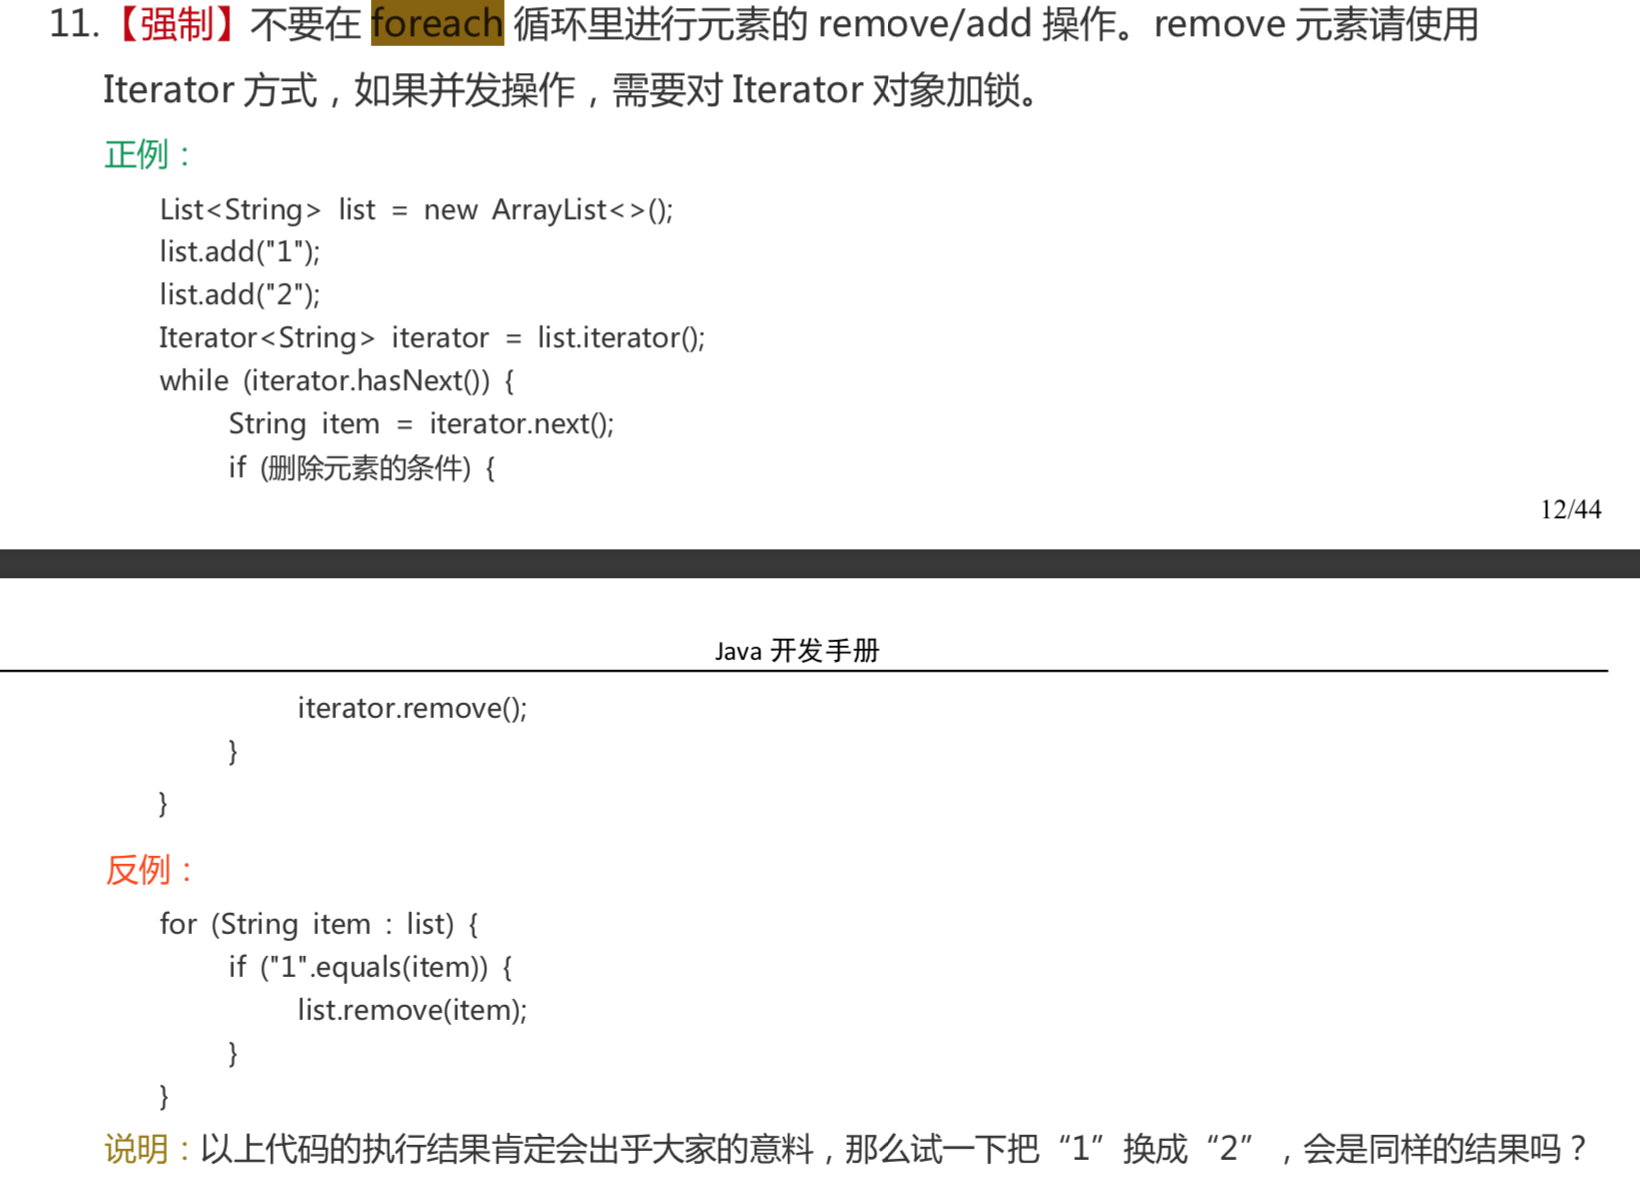 11.【强制】不要在 foreach 循环里进行元素的 remove/add 操作。remove 元素请使用
Iterator 方式，如果并发操作，需要对 Iterator 对象加锁。
正例：
List<String> list = new ArrayList<>();
list.add("1");
list.add("2");
Iterator<String> iterator = list.iterator();
while (iterator.hasNext()) {
String item = iterator.next();
if (删除元素的条件) {
12/44
Java 开发手册
iterator.remove();
}
}
反例：
for (String item : list) {
if ("1".equals(item)) {
list.remove(item);
}
}
说明：以上代码的执行结果肯定会出乎大家的意料，那么试一下把“1”换成“2”，会是同样的结果吗？